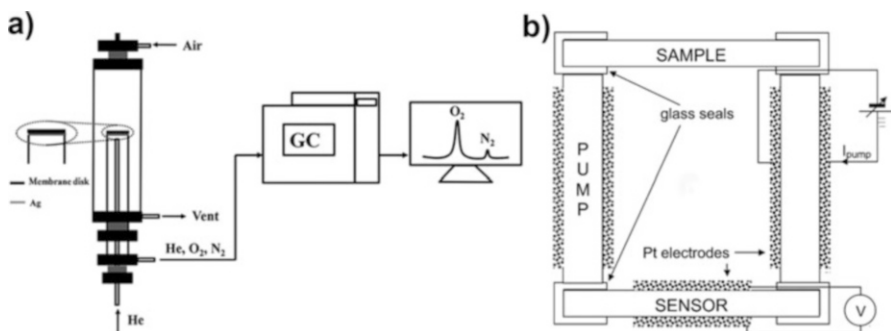 a)
Air
Membrane disk
Ag
Vent
He, O₂, N₂
He
GC
O₂
N₂
b)
SAMPLE
glass seals
PUMP
I pump
Pt electrodes
SENSOR
V